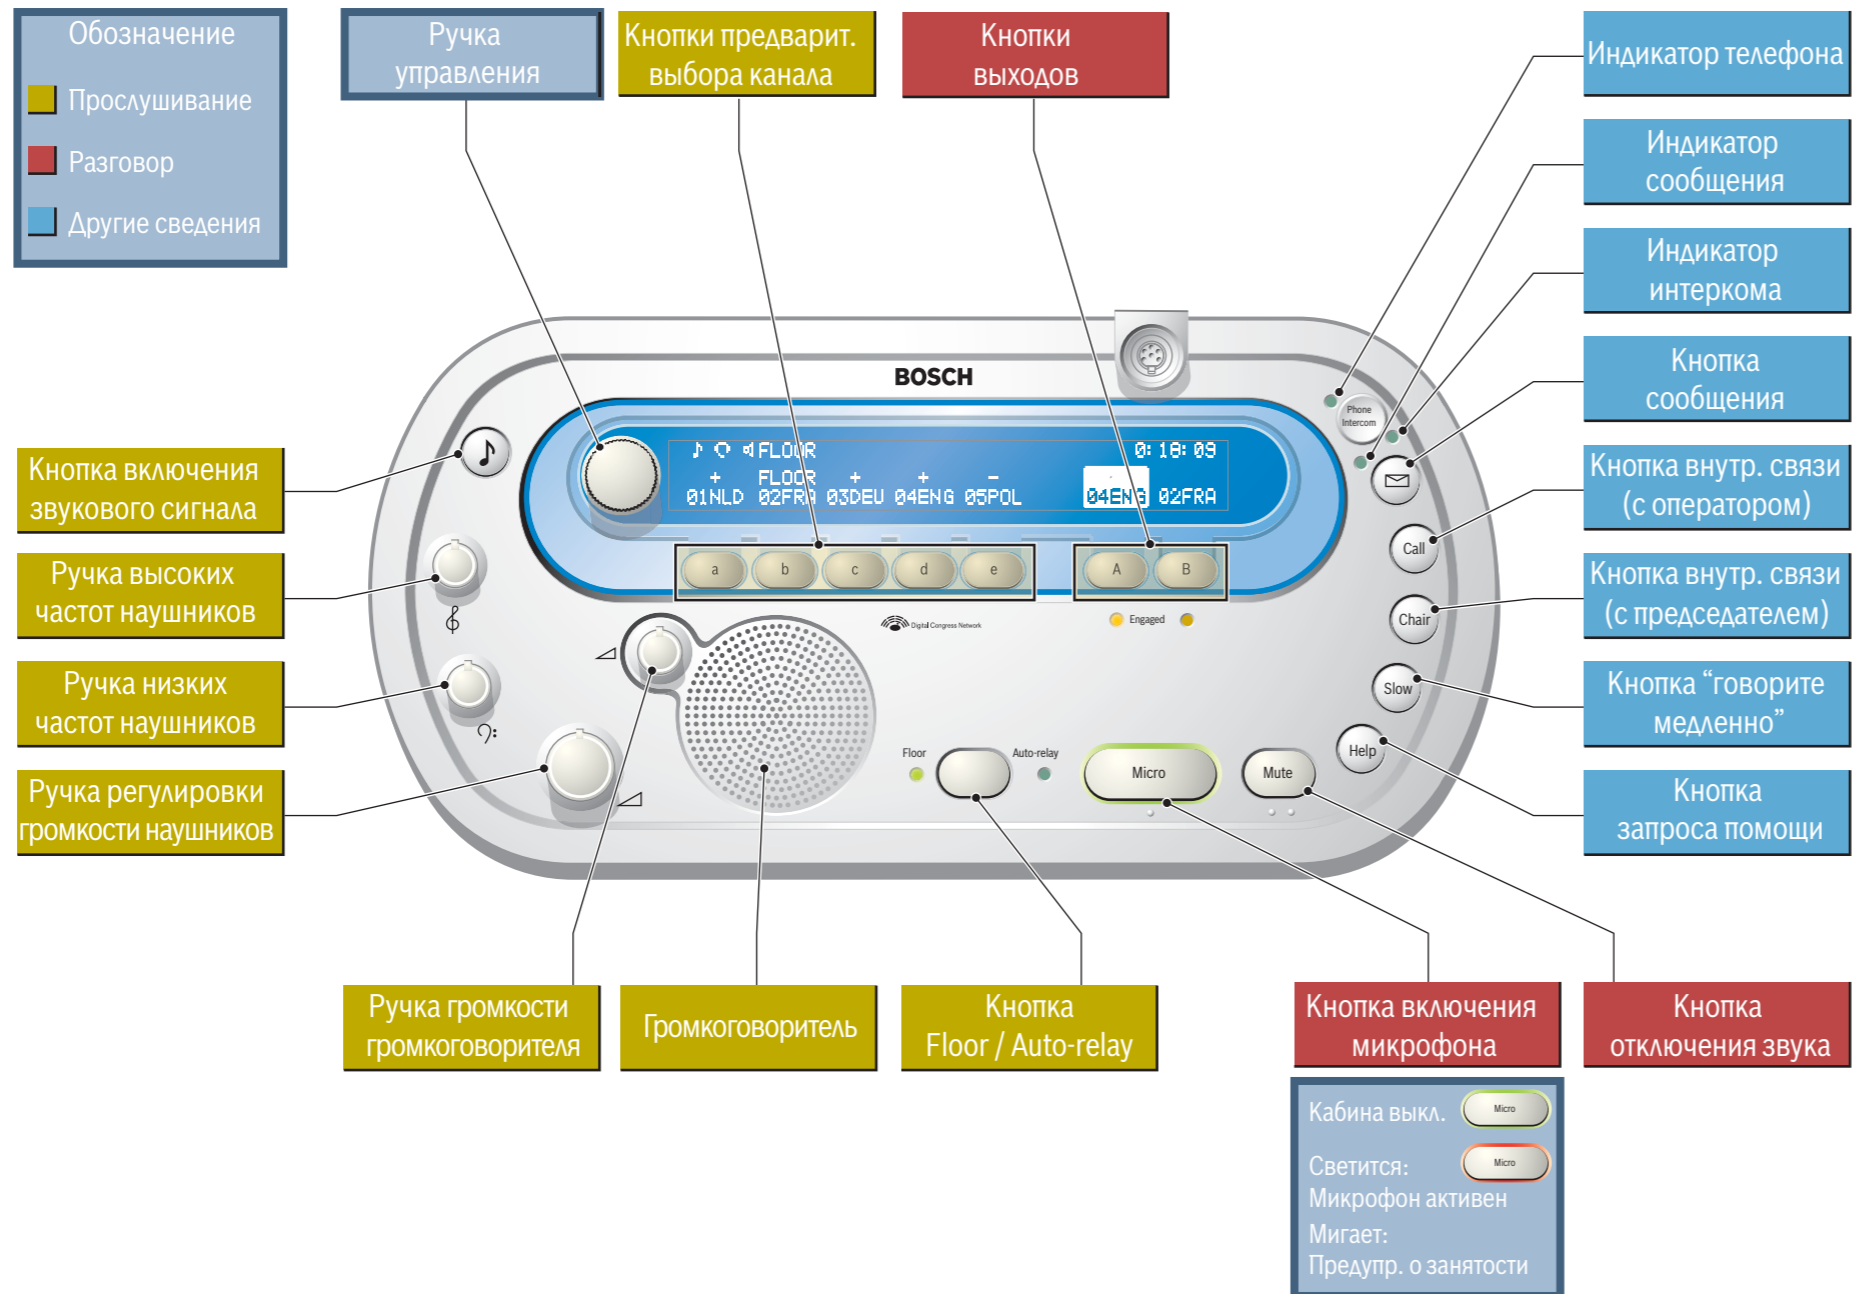 Обозначение
Прослушивание
Разговор
Другие сведения
Ручка
управления
Кнопки предварит.
выбора канала
Кнопки
выходов
Индикатор телефона
Индикатор
сообщения
Индикатор
интеркома
Кнопка
сообщения
Кнопка внутр. связи
(с оператором)
Кнопка внутр. связи
(с председателем)
Кнопка “говорите
медленно”
Кнопка
запроса помощи
Кнопка включения
звукового сигнала
Ручка высоких
частот наушников
Ручка низких
частот наушников
Ручка регулировки
громкости наушников
BOSCH
FLOOR 0:18:09
+ FLOOR + + -
01NLD 02FRA 03DEU 04ENG 05POL 04ENG 02FRA
a b c d e A B
Digital Congress Network
Engaged
Phone
Intercom
Call
Chair
Slow
Help
Floor
Auto-relay
Micro
Mute
Ручка громкости
громкоговорителя
Громкоговоритель
Кнопка
Floor / Auto-relay
Кнопка включения
микрофона
Кнопка
отключения звука
Кабина выкл.
Micro
Светится:
Micro
Микрофон активен
Мигает:
Предупр. о занятости